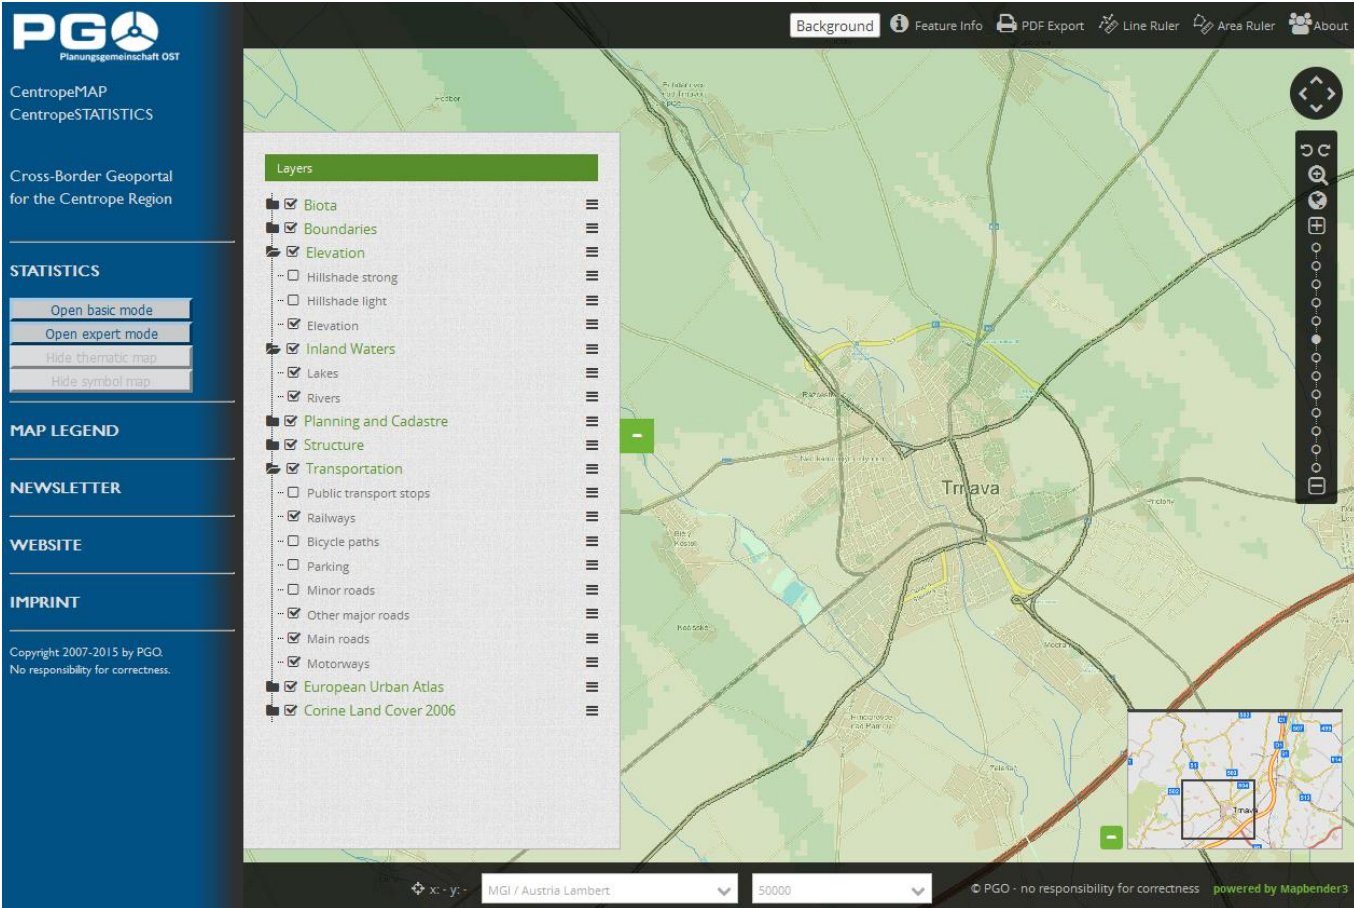 PGO
Planungsgemeinschaft OST
CentropeMAP
CentropeSTATISTICS
Cross-Border Geoportal
for the Centrope Region
STATISTICS
Open basic mode
Open expert mode
Hide thematic map
Hide symbol map
MAP LEGEND
NEWSLETTER
WEBSITE
IMPRINT
Copyright 2007-2015 by PGO.
No responsibility for correctness.
Background
Feature Info
PDF Export
Line Ruler
Area Ruler
About
Layers
Biota
Boundaries
Elevation
Hillshade strong
Hillshade light
Elevation
Inland Waters
Lakes
Rivers
Planning and Cadastre
Structure
Transportation
Public transport stops
Railways
Bicycle paths
Parking
Minor roads
Other major roads
Main roads
Motorways
European Urban Atlas
Corine Land Cover 2006
Trnava
Trnava
x: - y: -
MGI / Austria Lambert
50000
© PGO - no responsibility for correctness
powered by Mapbender3